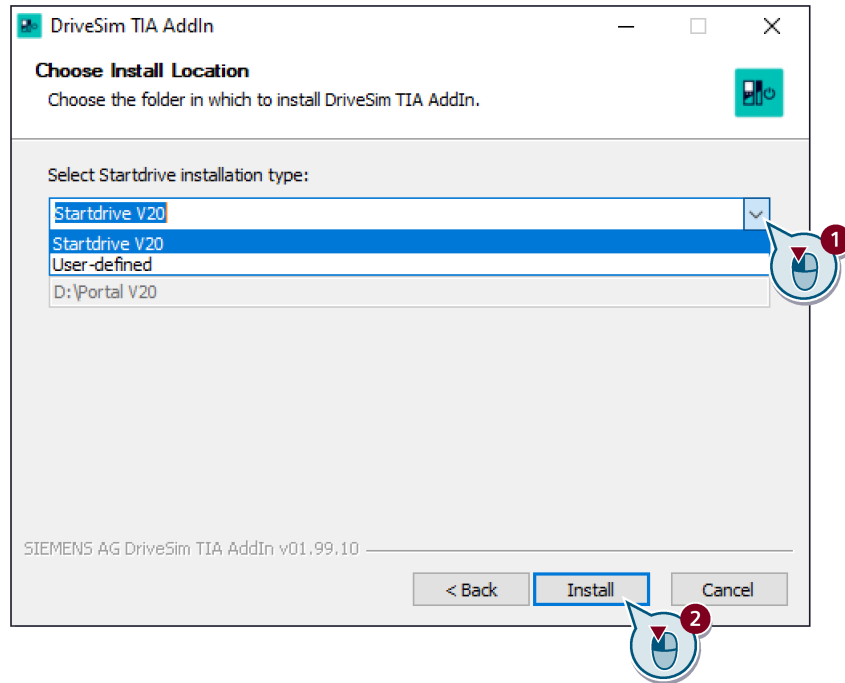 DriveSim TIA AddIn
Choose Install Location
Choose the folder in which to install DriveSim TIA AddIn.
Select Startdrive installation type:
Startdrive V20
Startdrive V20
User-defined
D:\Portal V20
1
SIEMENS AG DriveSim TIA AddIn v01.99.10
< Back
Install
Cancel
2